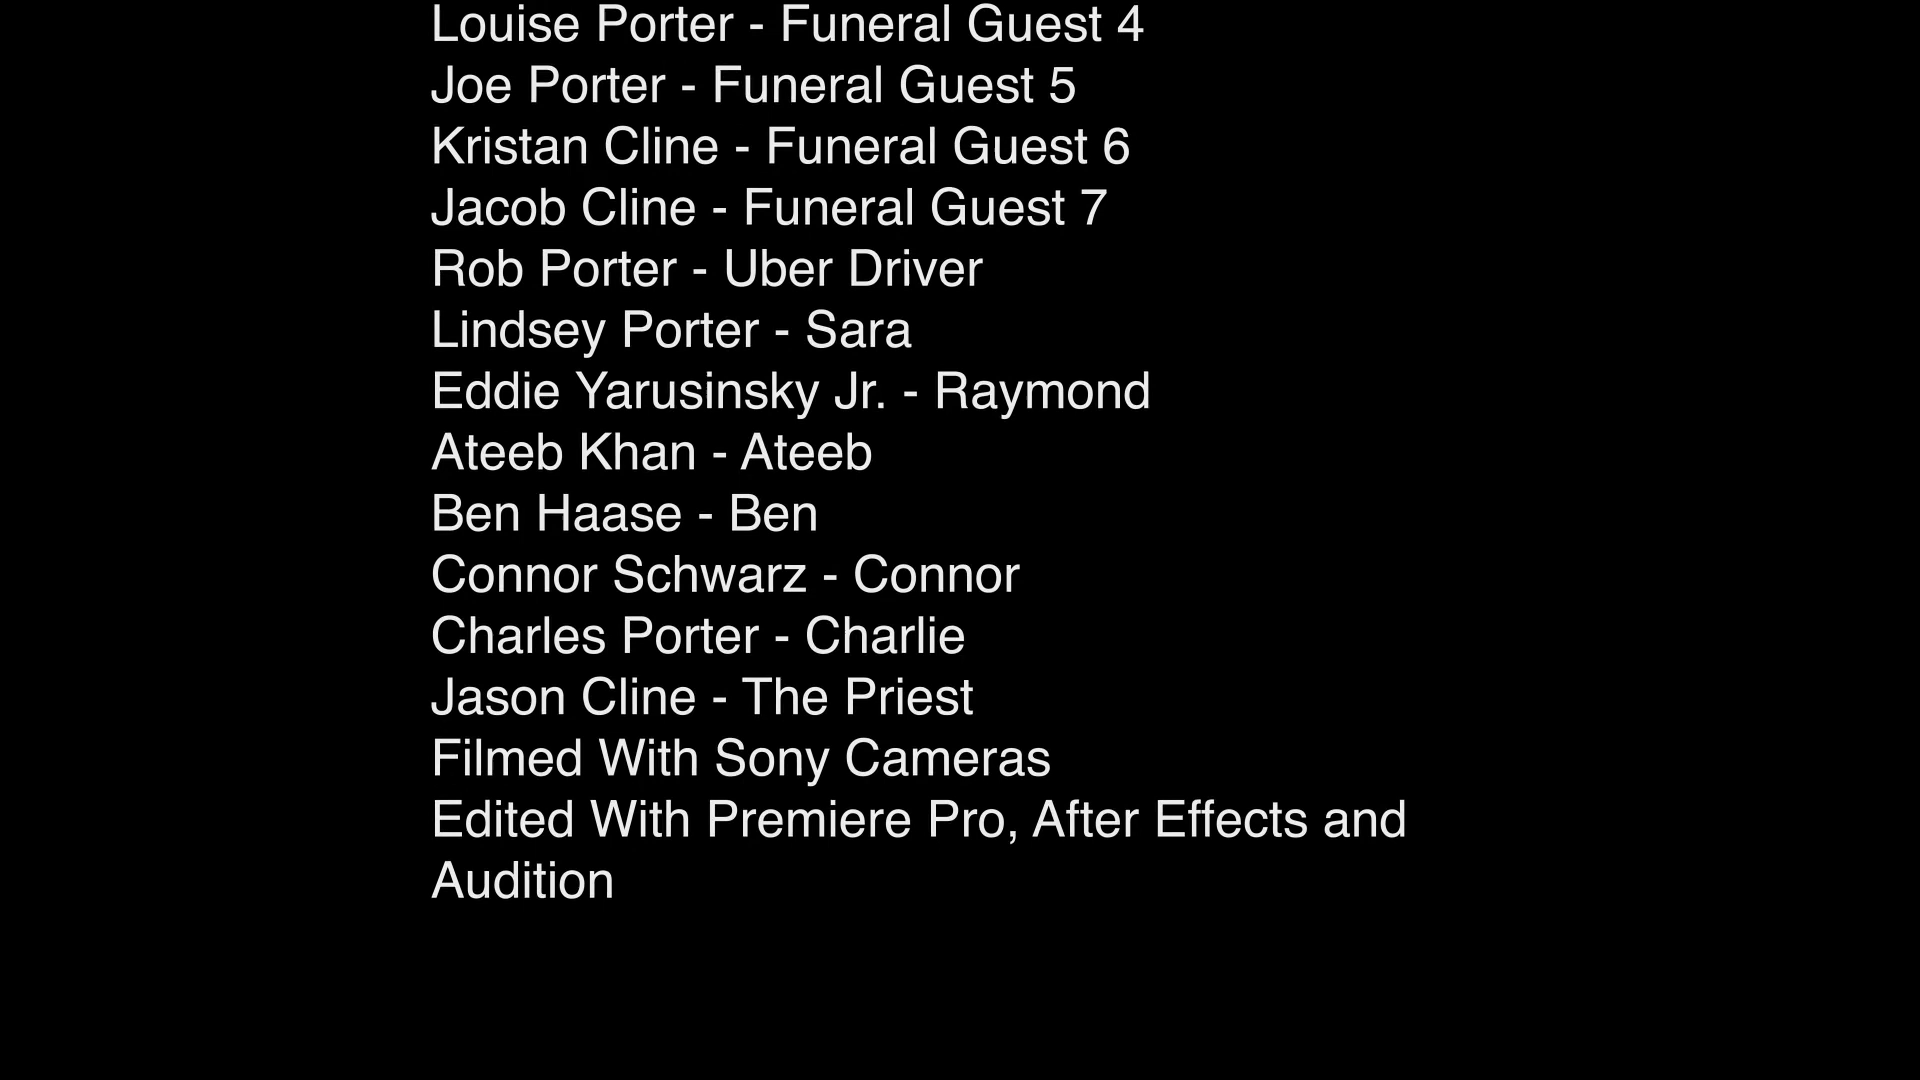 Louise Porter - Funeral Guest 4
Joe Porter - Funeral Guest 5
Kristan Cline - Funeral Guest 6
Jacob Cline - Funeral Guest 7
Rob Porter - Uber Driver
Lindsey Porter - Sara
Eddie Yarusinsky Jr. - Raymond
Ateeb Khan - Ateeb
Ben Haase - Ben
Connor Schwarz - Connor
Charles Porter - Charlie
Jason Cline - The Priest
Filmed With Sony Cameras
Edited With Premiere Pro, After Effects and
Audition